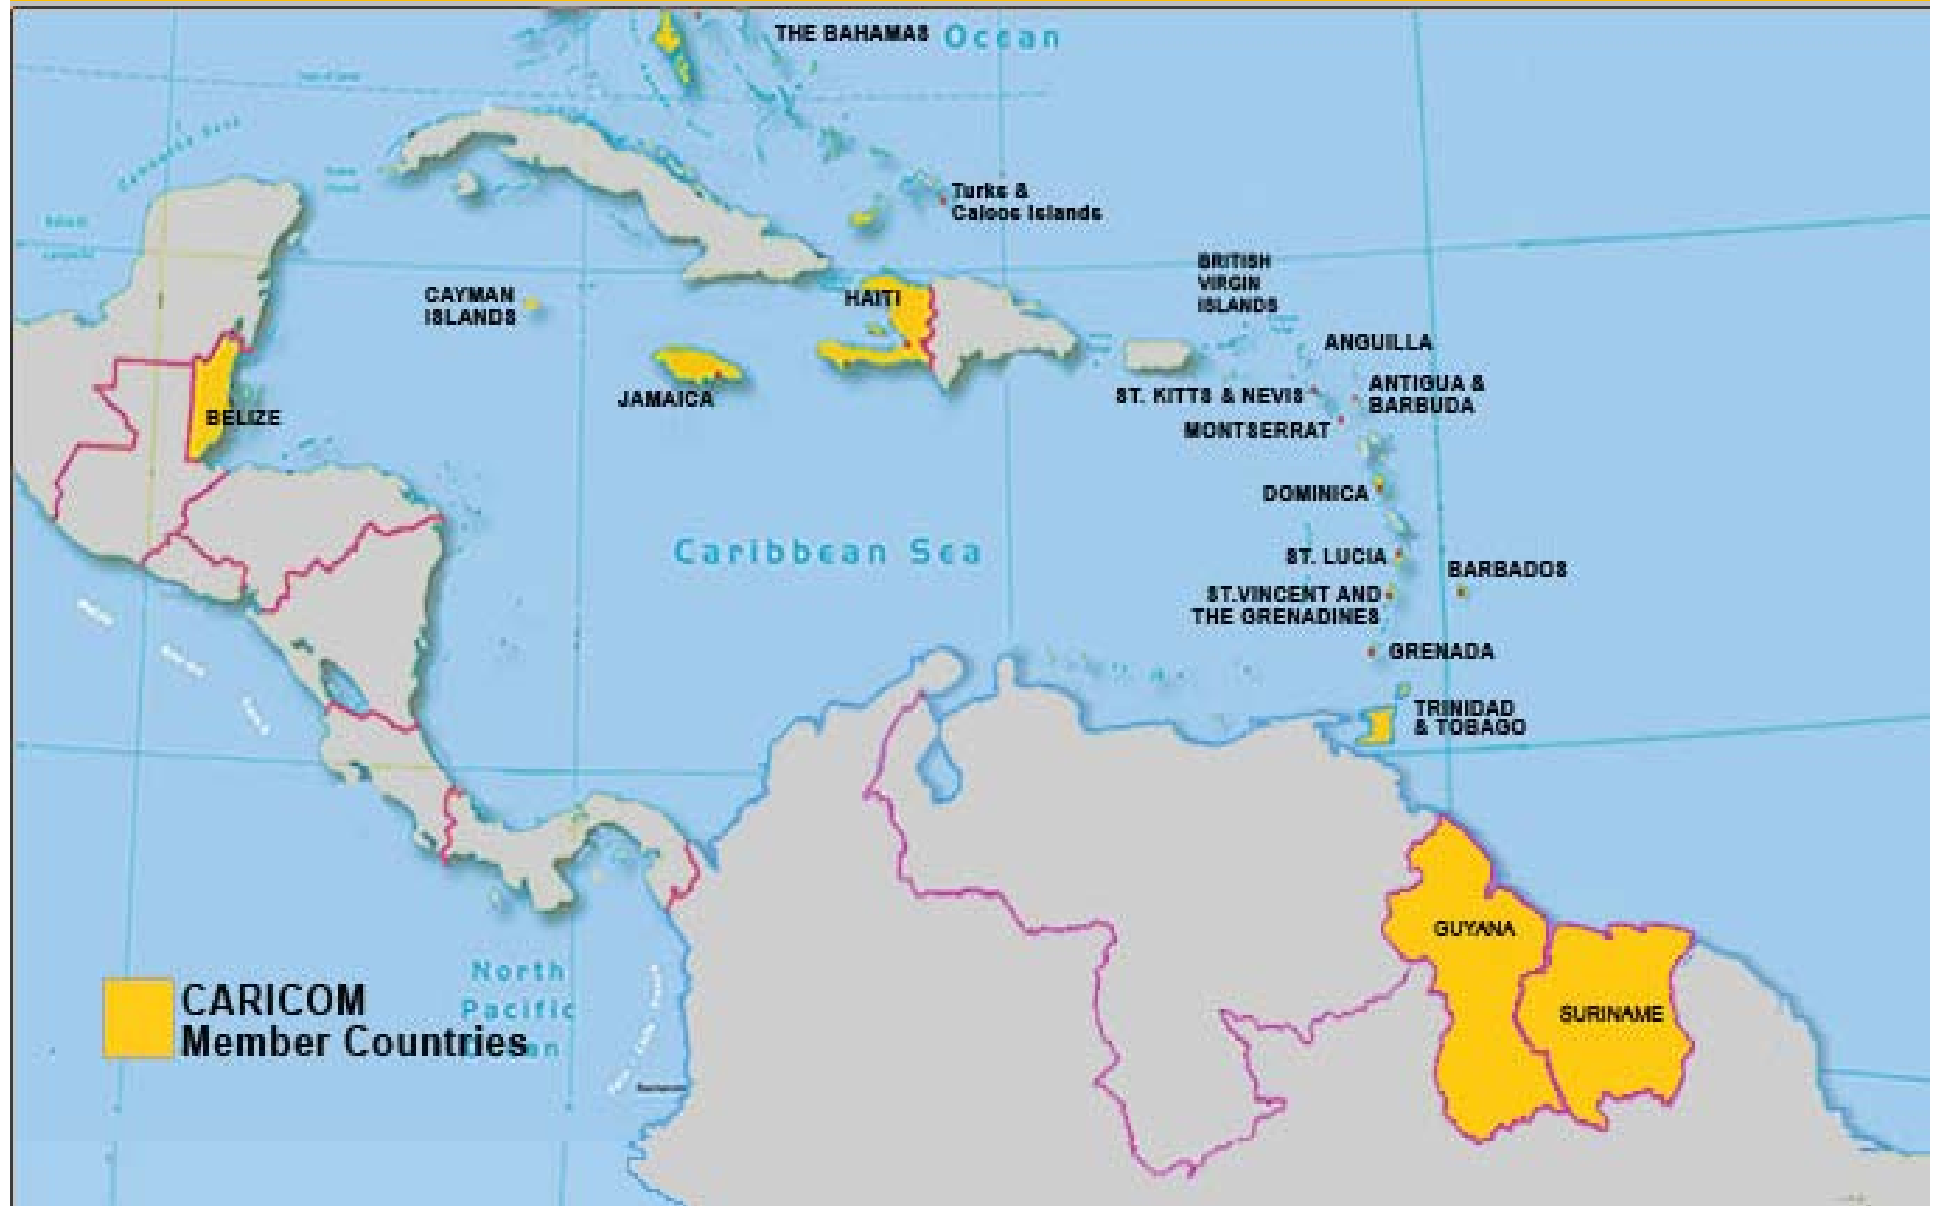 THE BAHAMAS
Ocean
Turks &
Caicos Islands
BRITISH
VIRGIN
ISLANDS
CAYMAN
ISLANDS
HAITI
ANGUILLA
JAMAICA
ST. KITTS & NEVIS
ANTIGUA &
BARBUDA
BELIZE
MONTSERRAT
DOMINICA
Caribbean Sea
ST. LUCIA
BARBADOS
ST.VINCENT AND
THE GRENADINES
GRENADA
TRINIDAD
& TOBAGO
GUYANA
North
Pacific
CARICOM
Member Countries
SURINAME